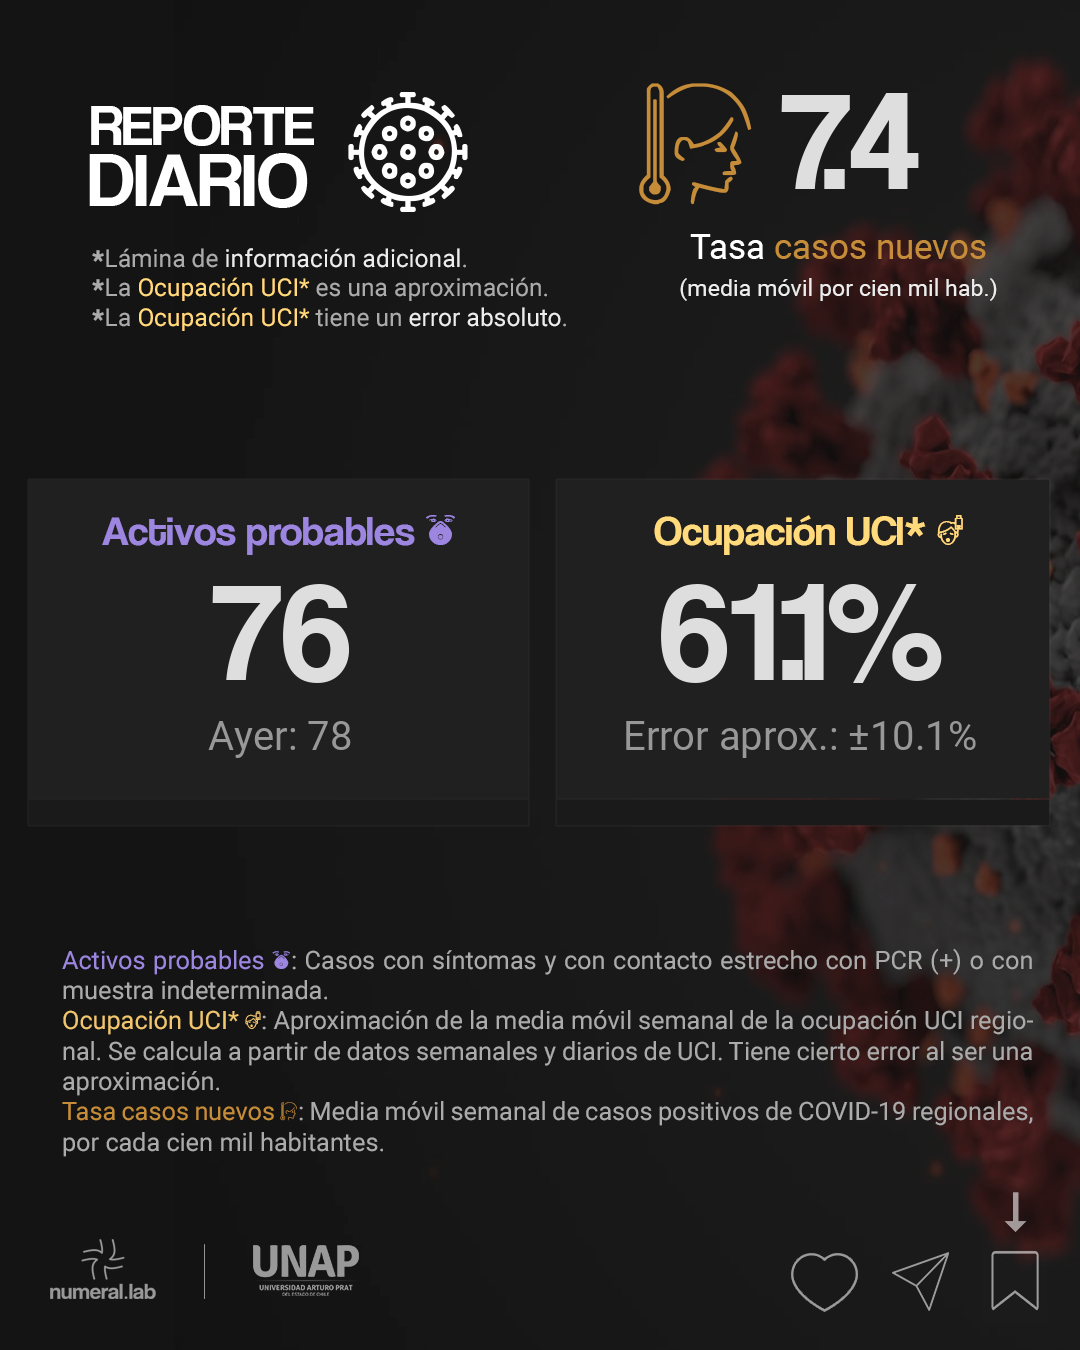 REPORTE
DIARIO
*Lámina de información adicional.
*La Ocupación UCI* es una aproximación.
*La Ocupación UCI* tiene un error absoluto.
7.4
Tasa casos nuevos
(media móvil por cien mil hab.)
Activos probables
76
Ayer: 78
Ocupación UCI*
61.1%
Error aprox.: ±10.1%
Activos probables : Casos con síntomas y con contacto estrecho con PCR (+) o con
muestra indeterminada.
Ocupación UCI* : Aproximación de la media móvil semanal de la ocupación UCI regio-
nal. Se calcula a partir de datos semanales y diarios de UCI. Tiene cierto error al ser una
aproximación.
Tasa casos nuevos : Media móvil semanal de casos positivos de COVID-19 regionales,
por cada cien mil habitantes.
numeral.lab
UNAP
UNIVERSIDAD ARTURO PRAT
DEL ESTADO DE CHILE